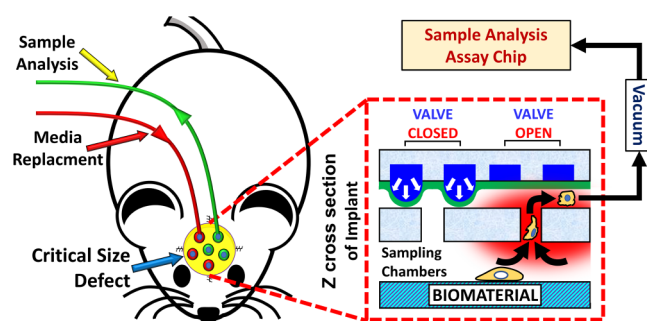 Sample
Analysis
Media
Replacment
Critical Size
Defect
Z cross section
of Implant
VALVE
CLOSED
VALVE
OPEN
Sampling
Chambers
BIOMATERIAL
Sample Analysis
Assay Chip
Vacuum